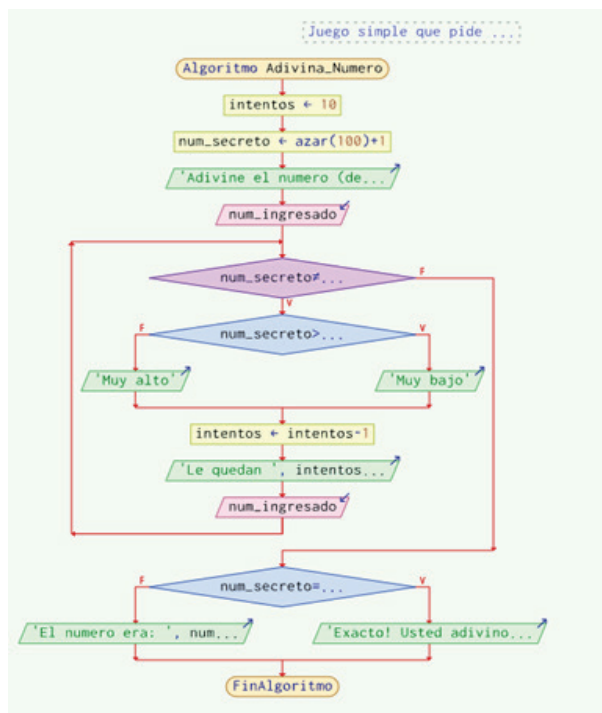 Juego simple que pide ...
Algoritmo Adivina_Numero
intentos ← 10
num_secreto ← azar(100)+1
'Adivine el numero (de...
num_ingresado
num_secreto≠...
F
V
num_secreto>...
F
V
'Muy alto'
'Muy bajo'
intentos ← intentos-1
'Le quedan ', intentos...
num_ingresado
num_secreto=...
F
V
'El numero era: ', num...
'Exacto! Usted adivino...
FinAlgoritmo